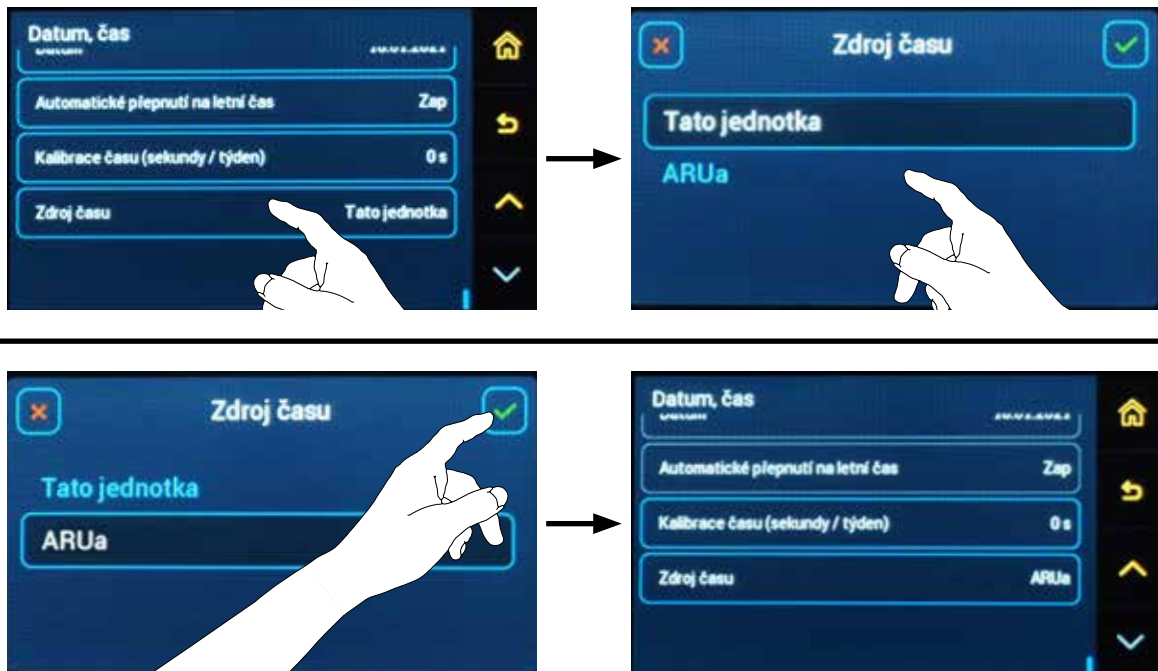 Datum, čas
Automatické přepnutí na letní čas Zap
Kalibrace času (sekundy / týden) 0 s
Zdroj času Tato jednotka
Zdroj času
Tato jednotka
ARUa
Zdroj času
Tato jednotka
ARUa
Datum, čas
Automatické přepnutí na letní čas Zap
Kalibrace času (sekundy / týden) 0 s
Zdroj času ARUa